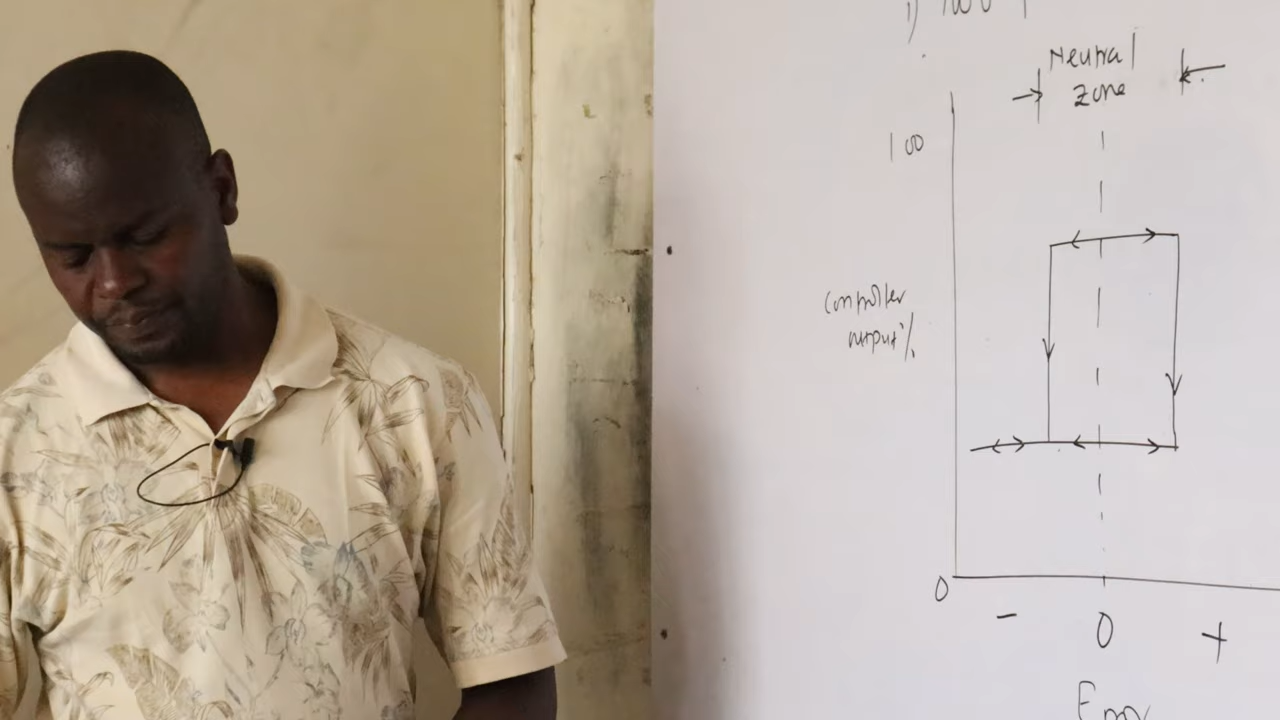 Neutral
zone
100
controller
output %
0
- 0 +